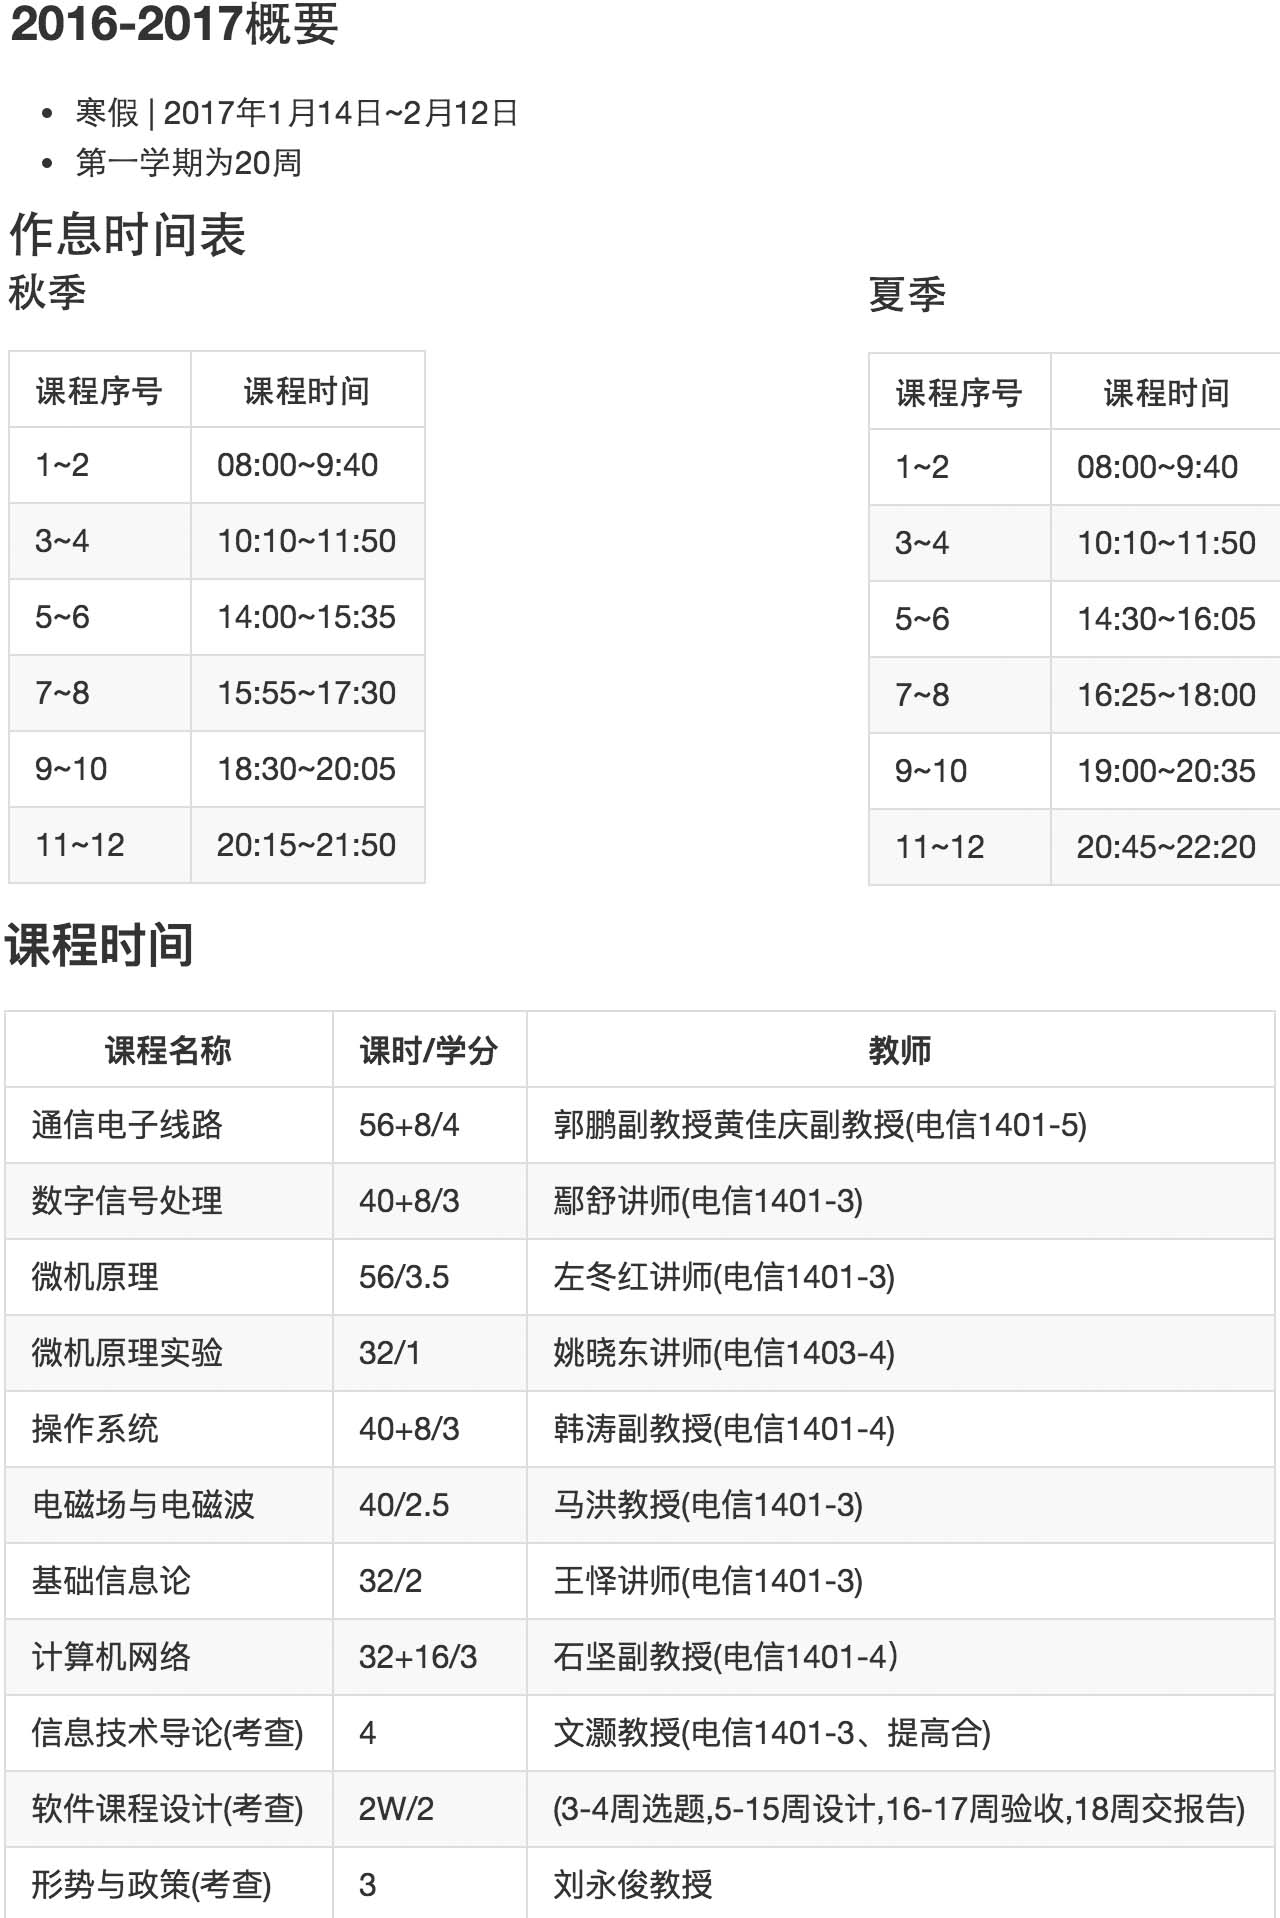 2016-2017概要
寒假 | 2017年1月14日~2月12日
第一学期为20周
作息时间表
秋季
课程序号 课程时间
1~2 08:00~9:40
3~4 10:10~11:50
5~6 14:00~15:35
7~8 15:55~17:30
9~10 18:30~20:05
11~12 20:15~21:50
夏季
课程序号 课程时间
1~2 08:00~9:40
3~4 10:10~11:50
5~6 14:30~16:05
7~8 16:25~18:00
9~10 19:00~20:35
11~12 20:45~22:20
课程时间
课程名称 课时/学分 教师
通信电子线路 56+8/4 郭鹏副教授黄佳庆副教授(电信1401-5)
数字信号处理 40+8/3 鄢舒讲师(电信1401-3)
微机原理 56/3.5 左冬红讲师(电信1401-3)
微机原理实验 32/1 姚晓东讲师(电信1403-4)
操作系统 40+8/3 韩涛副教授(电信1401-4)
电磁场与电磁波 40/2.5 马洪教授(电信1401-3)
基础信息论 32/2 王怿讲师(电信1401-3)
计算机网络 32+16/3 石坚副教授(电信1401-4）
信息技术导论(考查) 4 文灏教授(电信1401-3、提高合)
软件课程设计(考查) 2W/2 (3-4周选题,5-15周设计,16-17周验收,18周交报告)
形势与政策(考查) 3 刘永俊教授